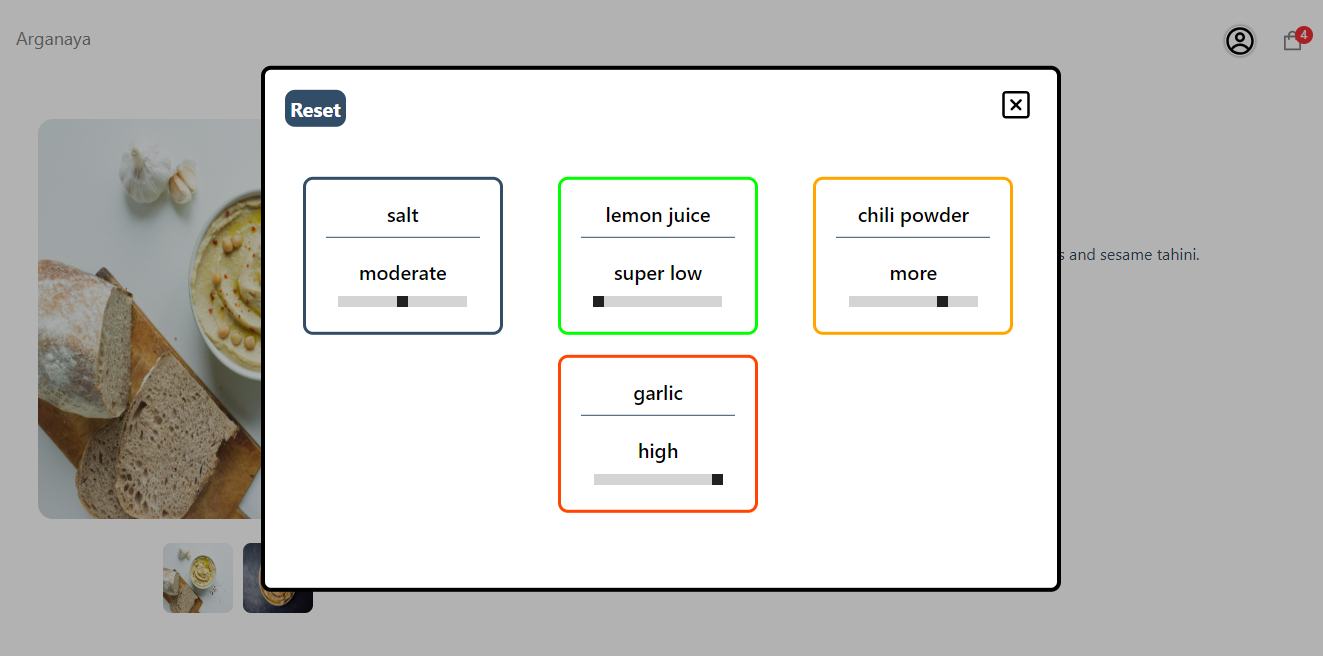 Arganaya
4
Reset
salt
moderate
lemon juice
super low
chili powder
more
and sesame tahini.
garlic
high